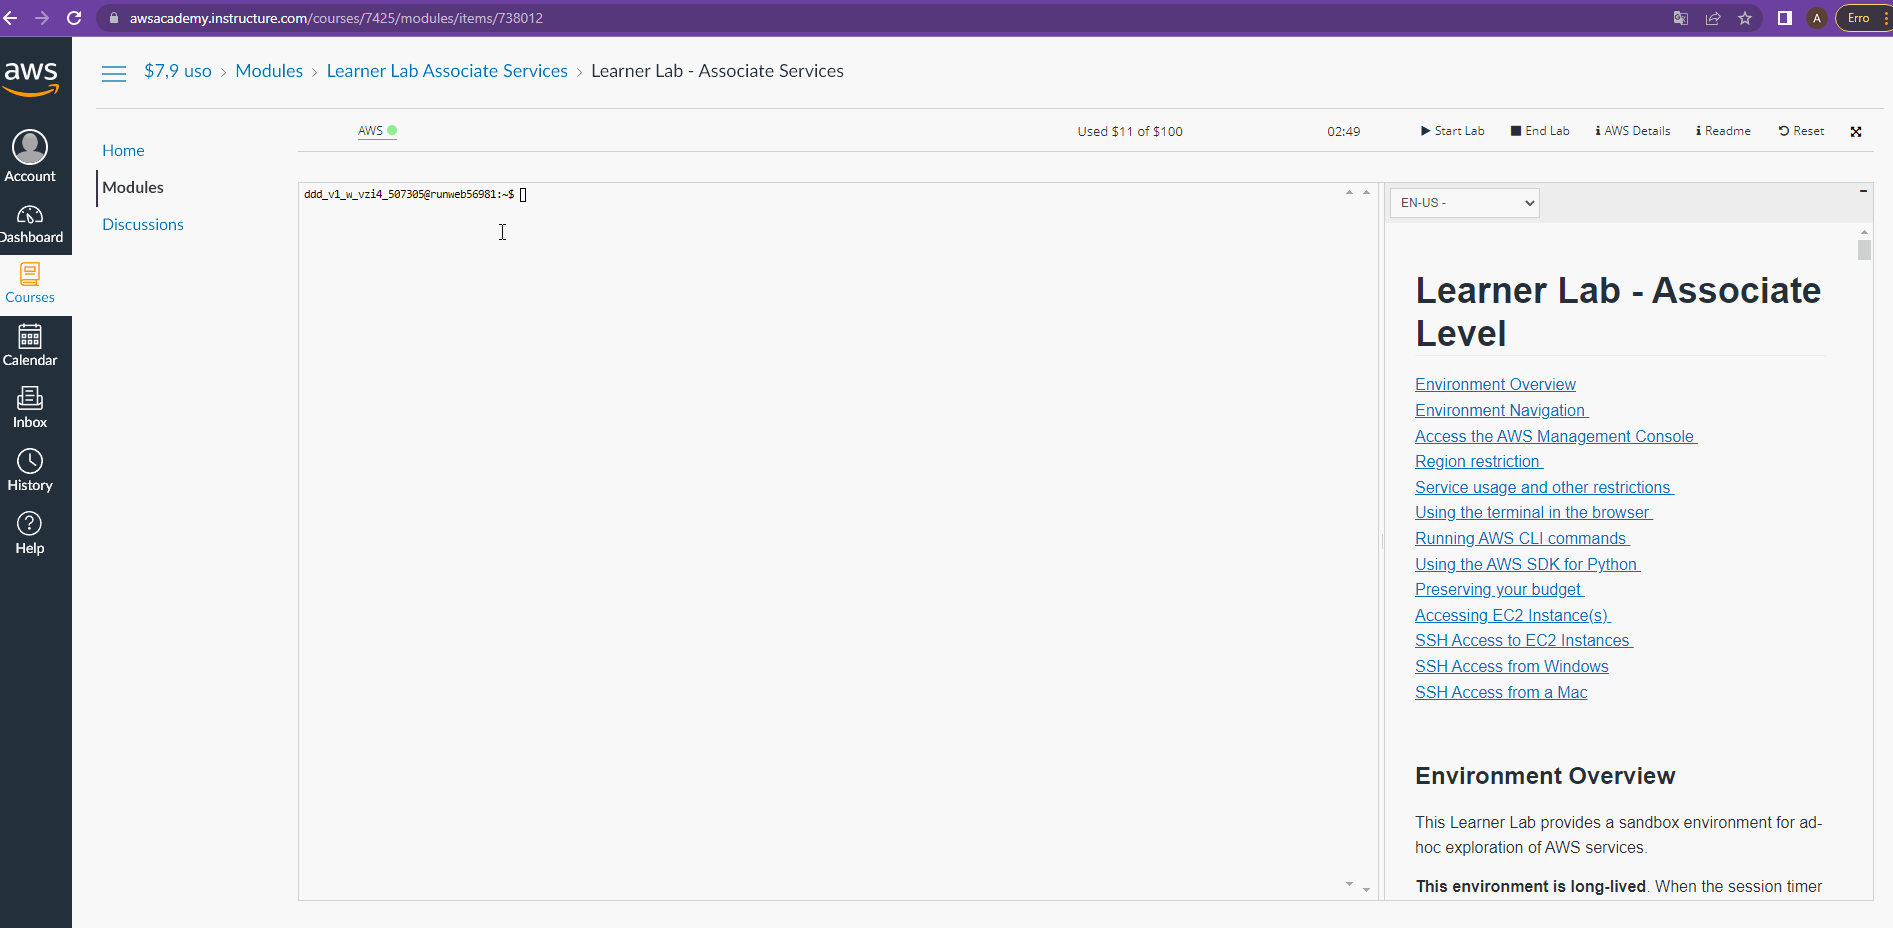 awsacademy.instructure.com/courses/7425/modules/items/738012
A
Erro
aws
Account
Dashboard
Courses
Calendar
Inbox
History
Help
$7,9 uso > Modules > Learner Lab Associate Services > Learner Lab - Associate Services
Home
Modules
Discussions
AWS
Used $11 of $100
02:49
Start Lab
End Lab
AWS Details
Readme
Reset
ddd_v1_w_vzi4_507305@runweb56981:~$
EN-US -
Learner Lab - Associate
Level
Environment Overview
Environment Navigation
Access the AWS Management Console
Region restriction
Service usage and other restrictions
Using the terminal in the browser
Running AWS CLI commands
Using the AWS SDK for Python
Preserving your budget
Accessing EC2 Instance(s)
SSH Access to EC2 Instances
SSH Access from Windows
SSH Access from a Mac
Environment Overview
This Learner Lab provides a sandbox environment for ad-
hoc exploration of AWS services.
This environment is long-lived. When the session timer